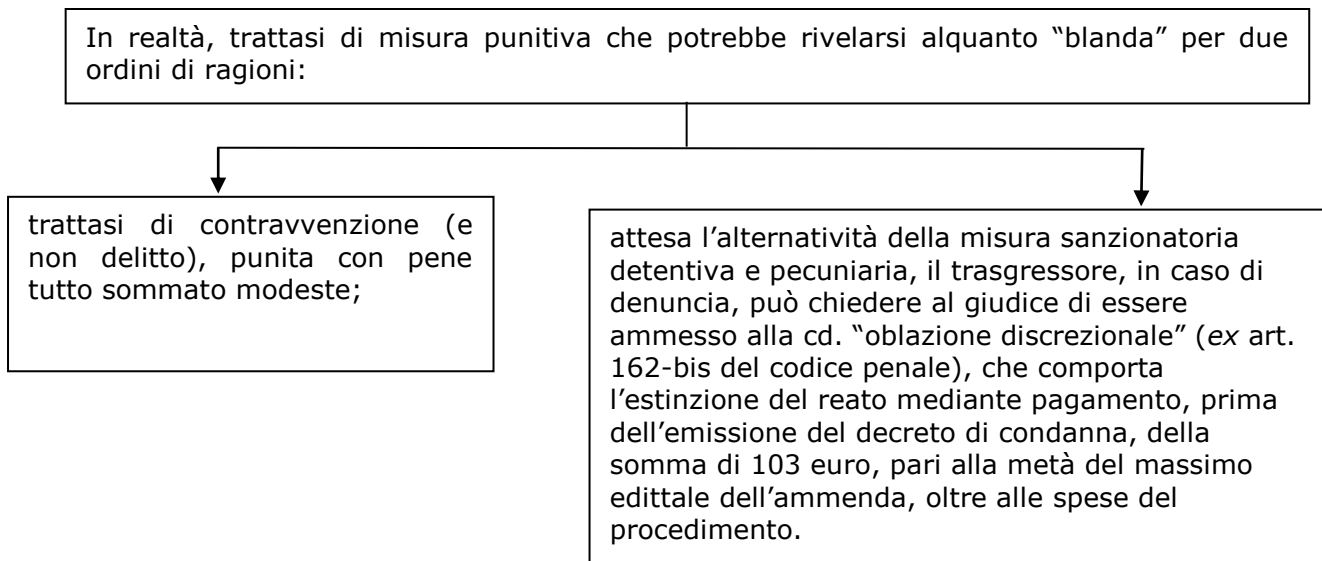 In realtà, trattasi di misura punitiva che potrebbe rivelarsi alquanto “blanda” per due
ordini di ragioni:
trattasi di contravvenzione (e
non delitto), punita con pene
tutto sommato modeste;
attesa l’alternatività della misura sanzionatoria
detentiva e pecuniaria, il trasgressore, in caso di
denuncia, può chiedere al giudice di essere
ammesso alla cd. “oblazione discrezionale” (ex art.
162-bis del codice penale), che comporta
l’estinzione del reato mediante pagamento, prima
dell’emissione del decreto di condanna, della
somma di 103 euro, pari alla metà del massimo
edittale dell’ammenda, oltre alle spese del
procedimento.